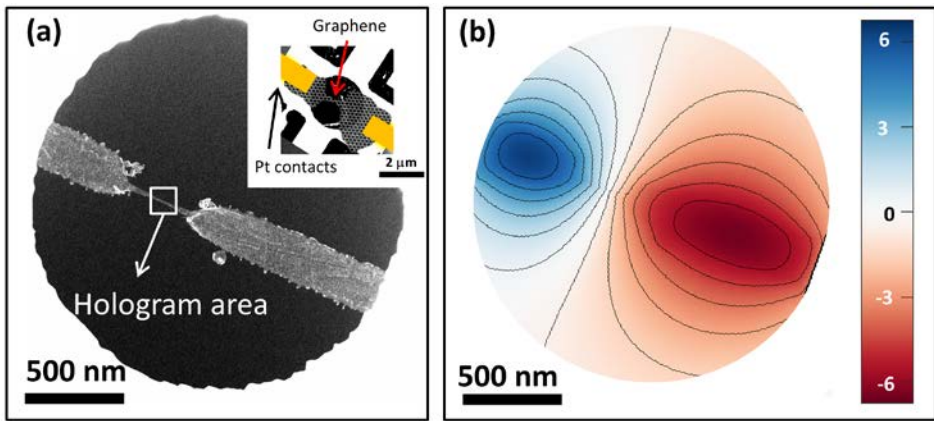 (a)
Graphene
Pt contacts
2 μm
Hologram area
500 nm
(b)
500 nm
6
3
0
-3
-6